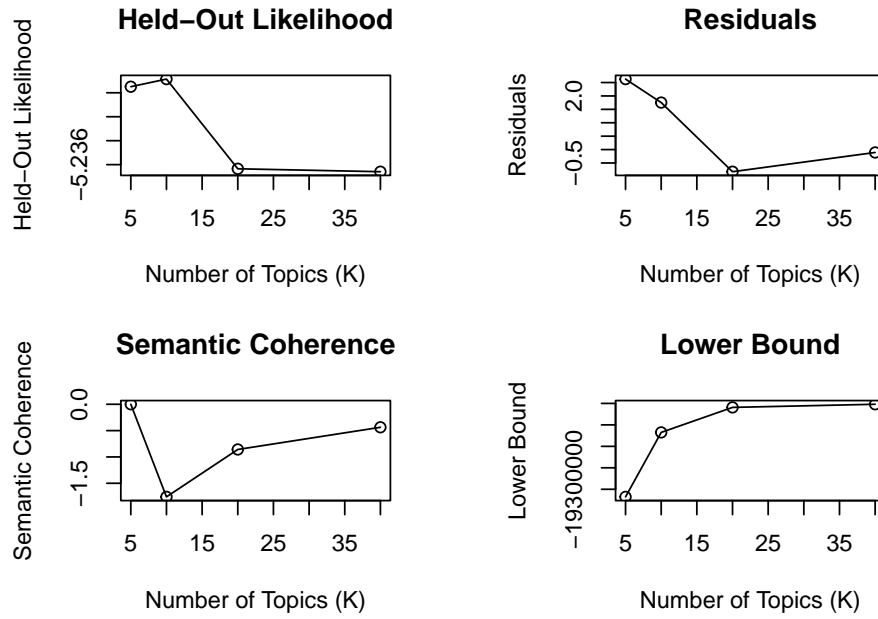 Held−Out Likelihood
Held−Out Likelihood
−5.236
5 15 25 35
Number of Topics (K)
Residuals
Residuals
2.0
−0.5
5 15 25 35
Number of Topics (K)
Semantic Coherence
Semantic Coherence
0.0
−1.5
5 15 25 35
Number of Topics (K)
Lower Bound
Lower Bound
−19300000
5 15 25 35
Number of Topics (K)